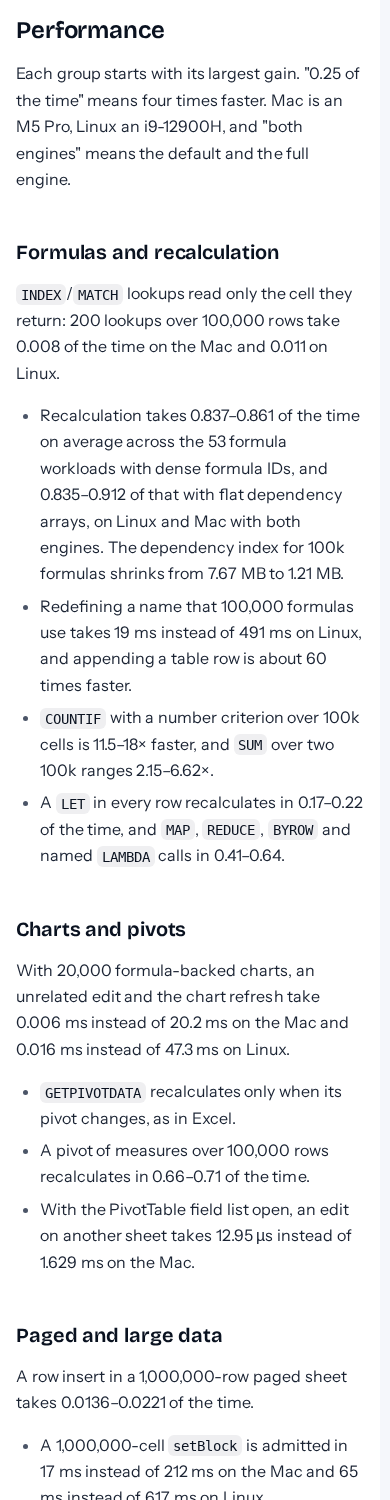 Performance
Each group starts with its largest gain. "0.25 of
the time" means four times faster. Mac is an
M5 Pro, Linux an i9-12900H, and "both
engines" means the default and the full
engine.
Formulas and recalculation
INDEX / MATCH lookups read only the cell they
return: 200 lookups over 100,000 rows take
0.008 of the time on the Mac and 0.011 on
Linux.
• Recalculation takes 0.837–0.861 of the time
on average across the 53 formula
workloads with dense formula IDs, and
0.835–0.912 of that with flat dependency
arrays, on Linux and Mac with both
engines. The dependency index for 100k
formulas shrinks from 7.67 MB to 1.21 MB.
• Redefining a name that 100,000 formulas
use takes 19 ms instead of 491 ms on Linux,
and appending a table row is about 60
times faster.
• COUNTIF with a number criterion over 100k
cells is 11.5–18× faster, and SUM over two
100k ranges 2.15–6.62×.
• A LET in every row recalculates in 0.17–0.22
of the time, and MAP, REDUCE, BYROW and
named LAMBDA calls in 0.41–0.64.
Charts and pivots
With 20,000 formula-backed charts, an
unrelated edit and the chart refresh take
0.006 ms instead of 20.2 ms on the Mac and
0.016 ms instead of 47.3 ms on Linux.
• GETPIVOTDATA recalculates only when its
pivot changes, as in Excel.
• A pivot of measures over 100,000 rows
recalculates in 0.66–0.71 of the time.
• With the PivotTable field list open, an edit
on another sheet takes 12.95 µs instead of
1.629 ms on the Mac.
Paged and large data
A row insert in a 1,000,000-row paged sheet
takes 0.0136–0.0221 of the time.
• A 1,000,000-cell setBlock is admitted in
17 ms instead of 212 ms on the Mac and 65
ms instead of 617 ms on Linux